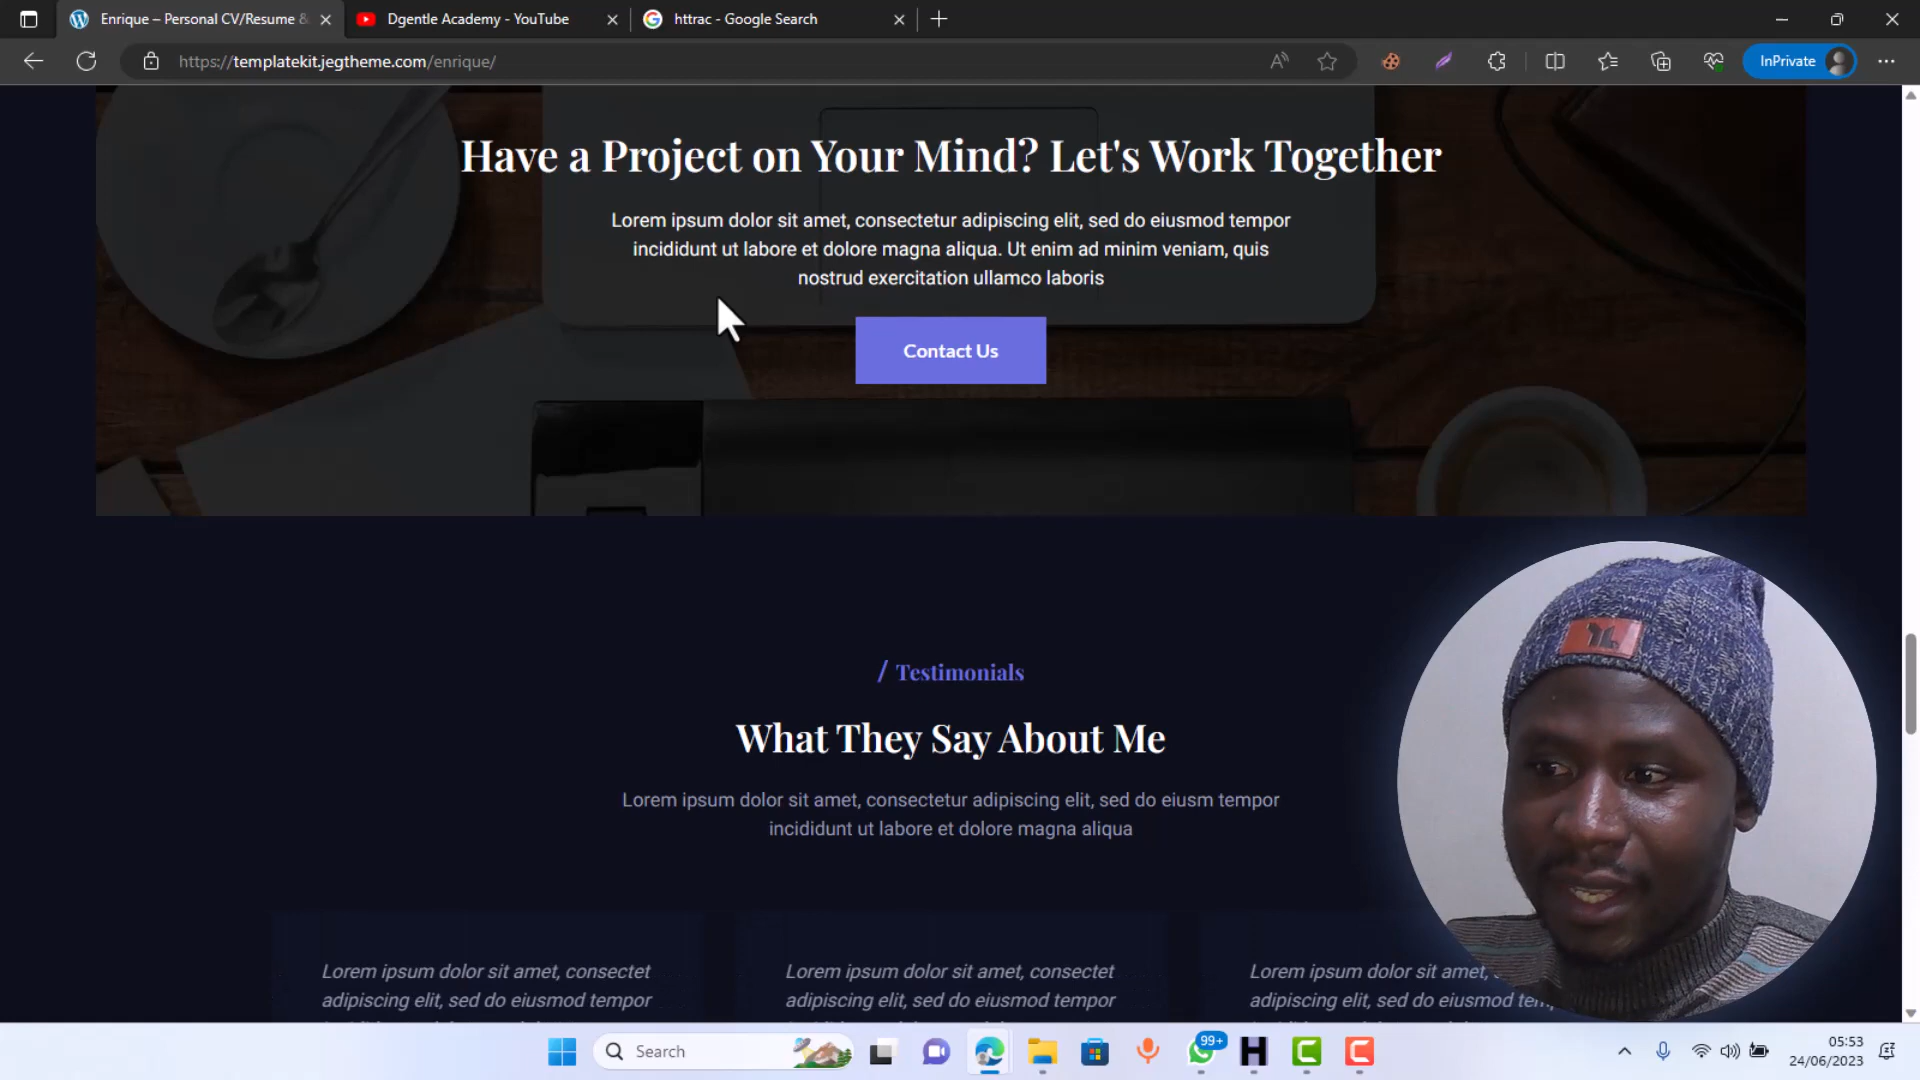 Enrique – Personal CV/Resume &
Dgentle Academy - YouTube
httrac - Google Search
https://templatekit.jegtheme.com/enrique/
InPrivate
Have a Project on Your Mind? Let's Work Together
Lorem ipsum dolor sit amet, consectetur adipiscing elit, sed do eiusmod tempor
incididunt ut labore et dolore magna aliqua. Ut enim ad minim veniam, quis
nostrud exercitation ullamco laboris
Contact Us
/ Testimonials
What They Say About Me
Lorem ipsum dolor sit amet, consectetur adipiscing elit, sed do eiusm tempor
incididunt ut labore et dolore magna aliqua
Lorem ipsum dolor sit amet, consectet
adipiscing elit, sed do eiusmod tempor
Lorem ipsum dolor sit amet, consectet
adipiscing elit, sed do eiusmod tempor
Lorem ipsum dolor sit amet,
adipiscing elit, sed do eiusmod
Search
99+
05:53
24/06/2023